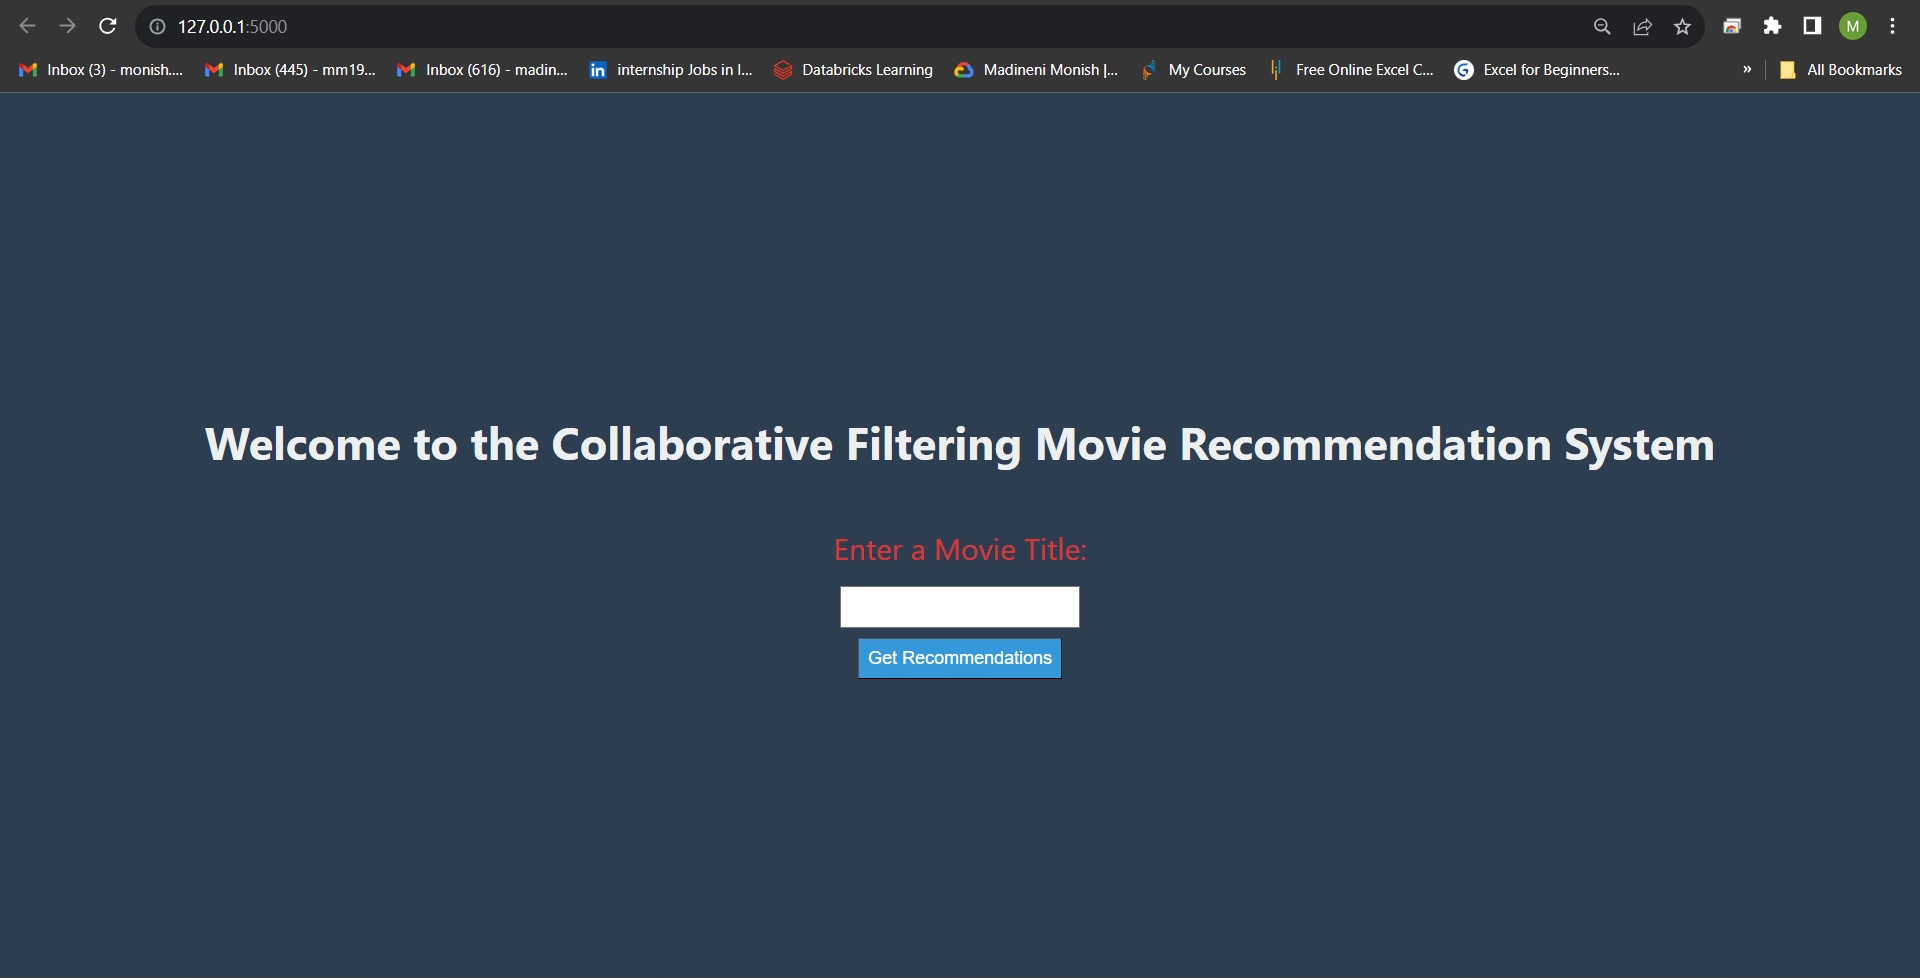 127.0.0.1:5000
M
Inbox (3) - monish.... Inbox (445) - mm19... Inbox (616) - madin... in internship Jobs in I... Databricks Learning Madineni Monish |... My Courses Free Online Excel C... G Excel for Beginners... » All Bookmarks
Welcome to the Collaborative Filtering Movie Recommendation System
Enter a Movie Title:
Get Recommendations